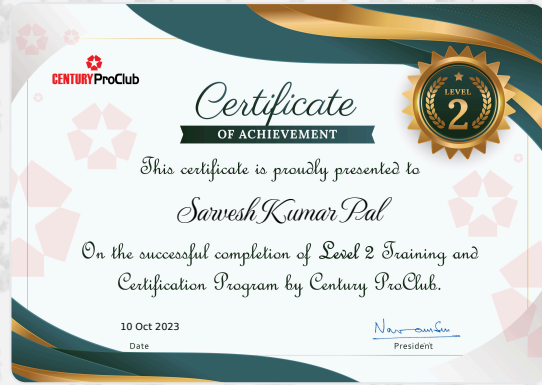 CENTURY ProClub
Certificate
OF ACHIEVEMENT
LEVEL
2
This certificate is proudly presented to
Sarvesh Kumar Pal
On the successful completion of Level 2 Training and
Certification Program by Century ProClub.
10 Oct 2023
Date
President